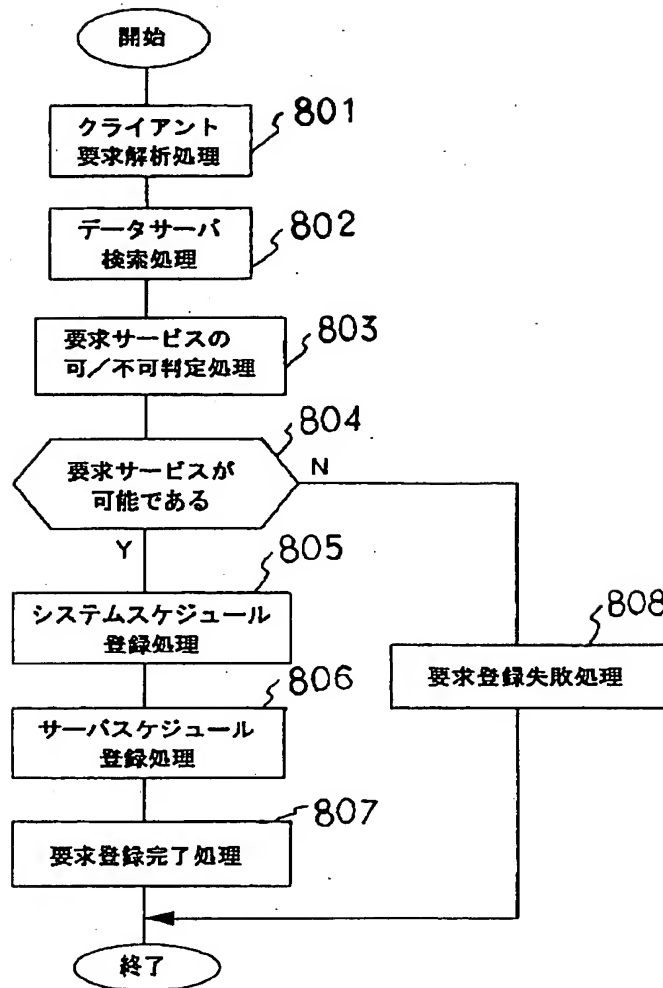 開始
クライアント
要求解析処理
801
データサーバ
検索処理
802
要求サービスの
可／不可判定処理
803
要求サービスが
可能である
804
N
Y
システムスケジュール
登録処理
805
サーバスケジュール
登録処理
806
要求登録完了処理
807
要求登録失敗処理
808
終了